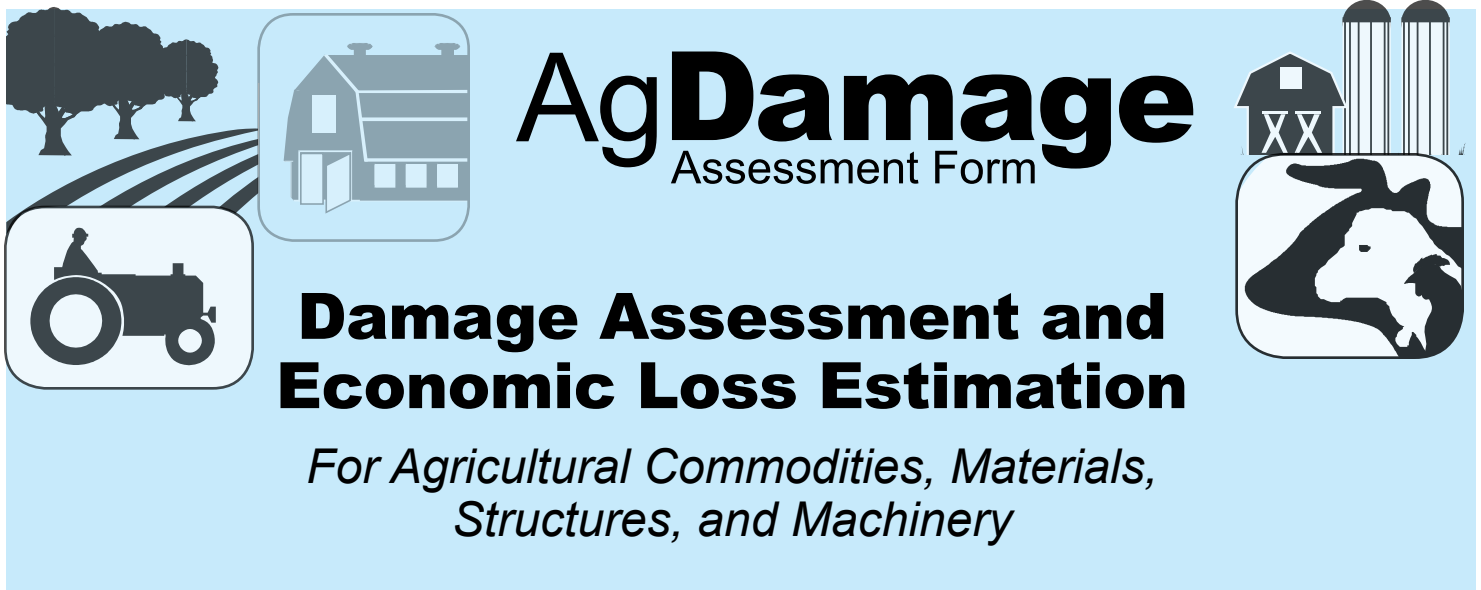 AgDamage
Assessment Form
Damage Assessment and
Economic Loss Estimation
For Agricultural Commodities, Materials,
Structures, and Machinery